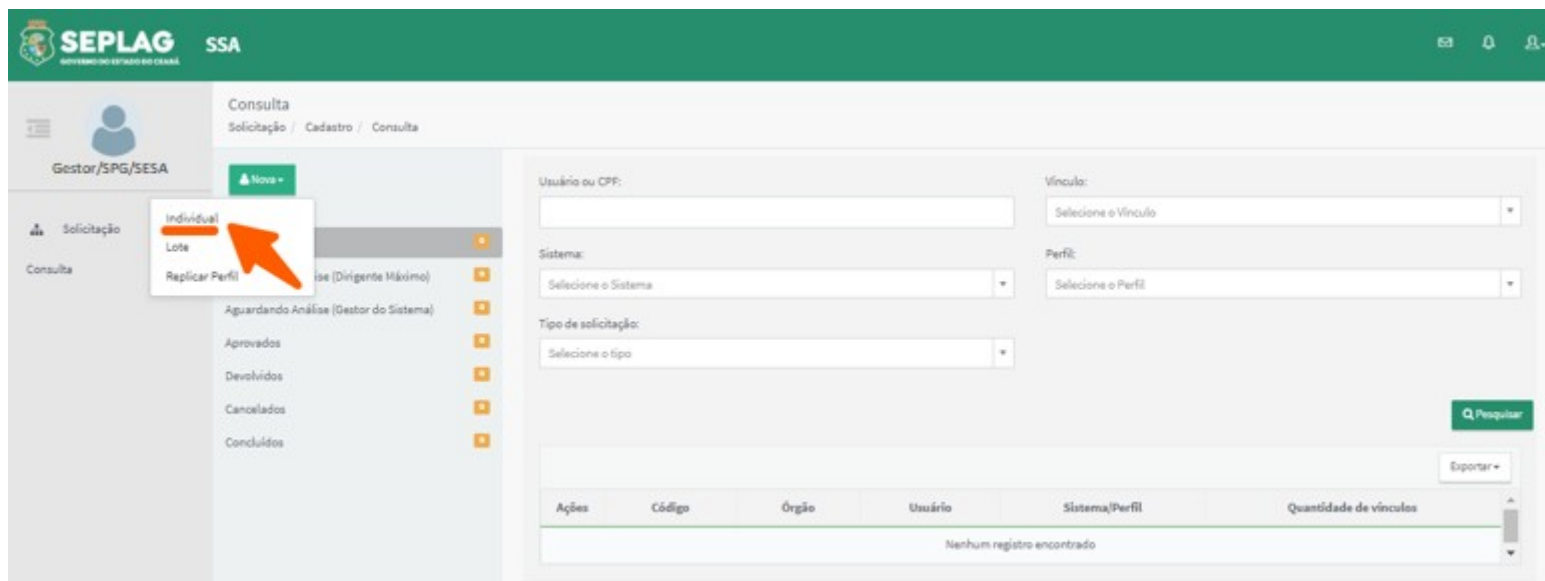 SEPLAG
GOVERNO DO ESTADO DO CEARÁ
SSA
Gestor/SPG/SESA
Solicitação
Consulta
Consulta
Solicitação / Cadastro / Consulta
Nova
Individual
Lote
Replicar Perfil
(Dirigente Máximo)
Aguardando Análise (Gestor do Sistema)
Aprovados
Devolvidos
Cancelados
Concluídos
Usuário ou CPF:
Vínculo:
Selecione o Vínculo
Sistema:
Selecione o Sistema
Perfil:
Selecione o Perfil
Tipo de solicitação:
Selecione o tipo
Pesquisar
Exportar
Ações Código Órgão Usuário Sistema/Perfil Quantidade de vínculos
Nenhum registro encontrado